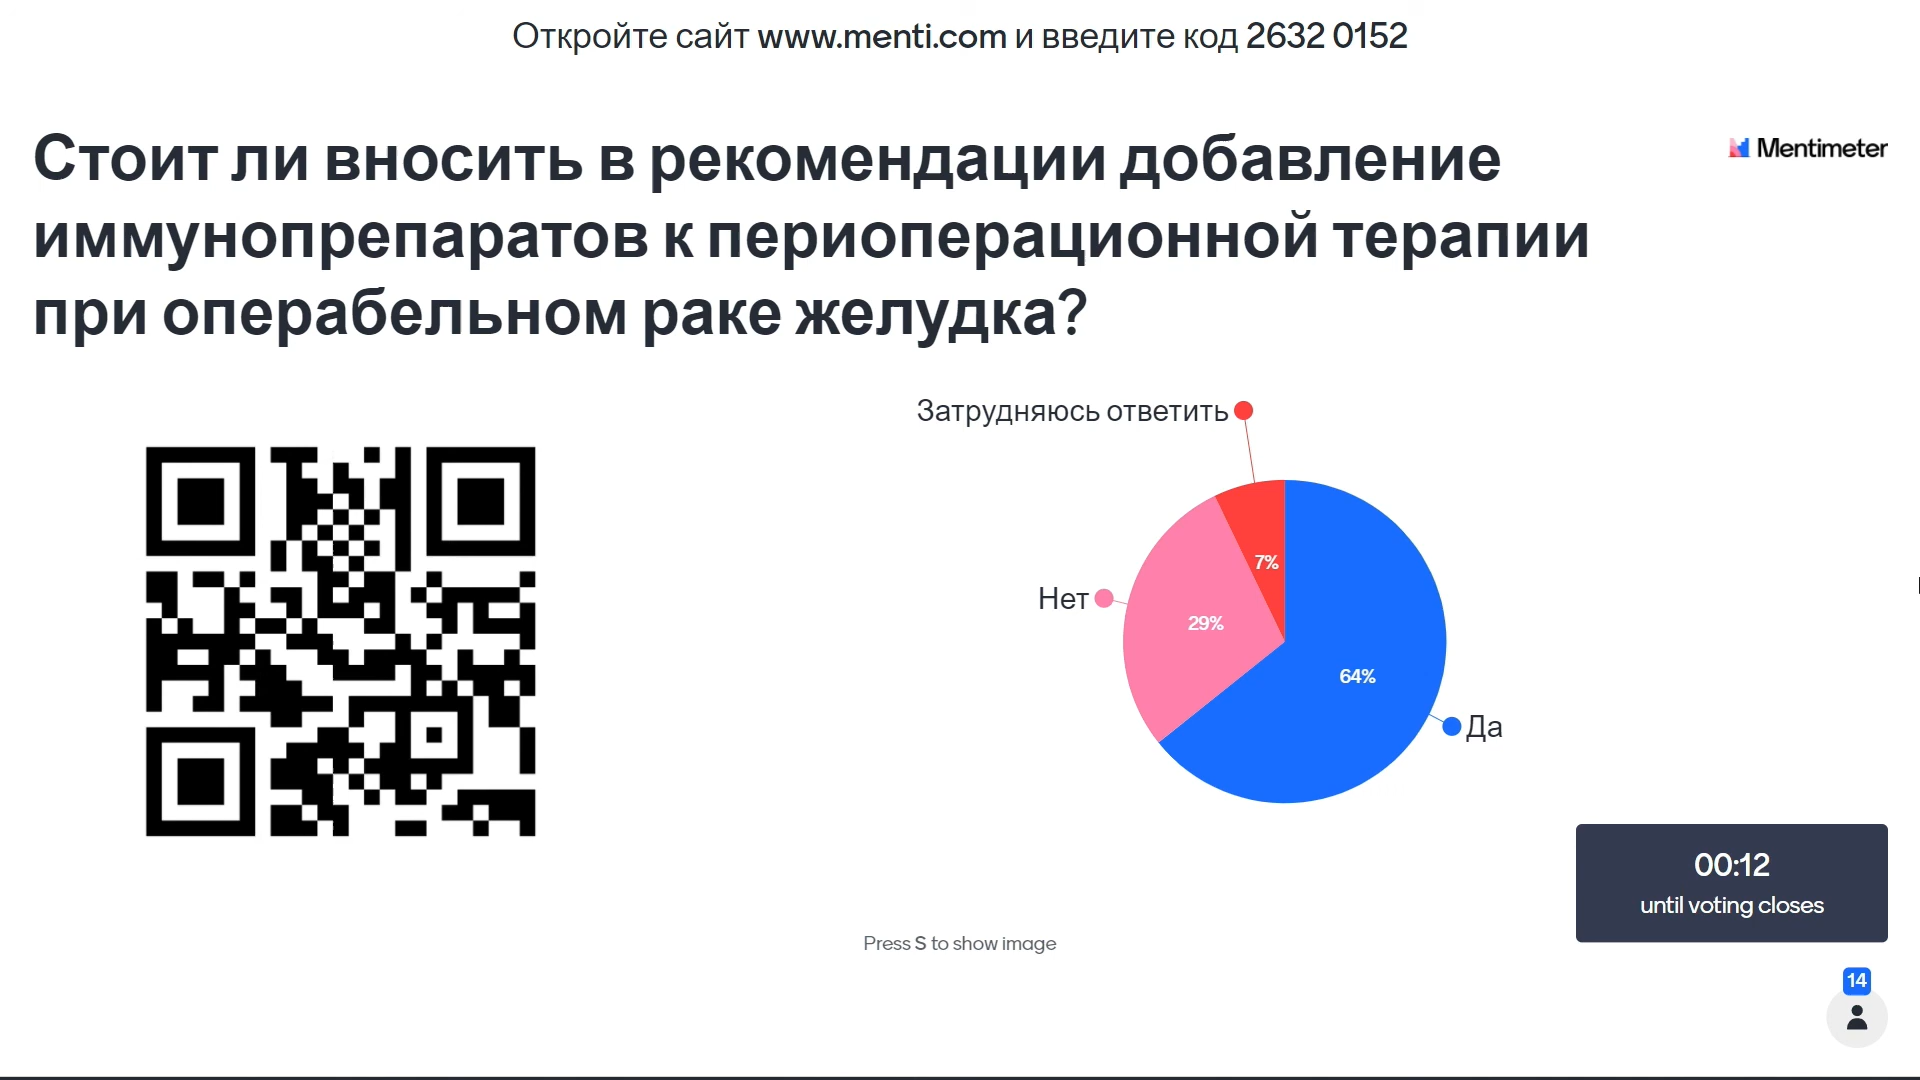 Откройте сайт www.menti.com и введите код 2632 0152
Mentimeter
Стоит ли вносить в рекомендации добавление
иммунопрепаратов к периоперационной терапии
при операбельном раке желудка?
Затрудняюсь ответить
7%
Нет
29%
64%
Да
00:12
until voting closes
Press S to show image
14